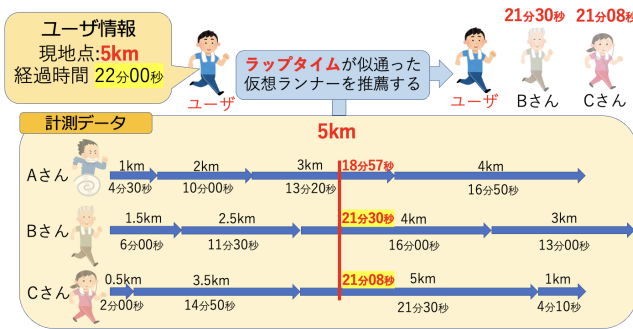 ユーザ情報
現地点:5km
経過時間 22分00秒
ユーザ
ラップタイムが似通った
仮想ランナーを推薦する
21分30秒 21分08秒
ユーザ Bさん Cさん
計測データ
5km
Aさん
1km 2km 3km 18分57秒 4km
4分30秒 10分00秒 13分20秒 16分50秒
Bさん
1.5km 2.5km 21分30秒 4km 3km
6分00秒 11分30秒 16分00秒 13分00秒
Cさん
0.5km 3.5km 21分08秒 5km 1km
2分00秒 14分50秒 21分30秒 4分10秒